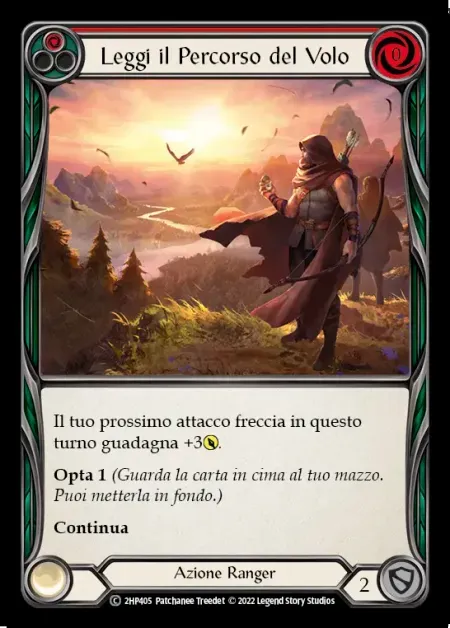 Leggi il Percorso del Volo
0
Il tuo prossimo attacco freccia in questo
turno guadagna +3.
Opta 1 (Guarda la carta in cima al tuo mazzo.
Puoi metterla in fondo.)
Continua
Azione Ranger
2
C 2HP405 Patchanee Treedet © 2022 Legend Story Studios